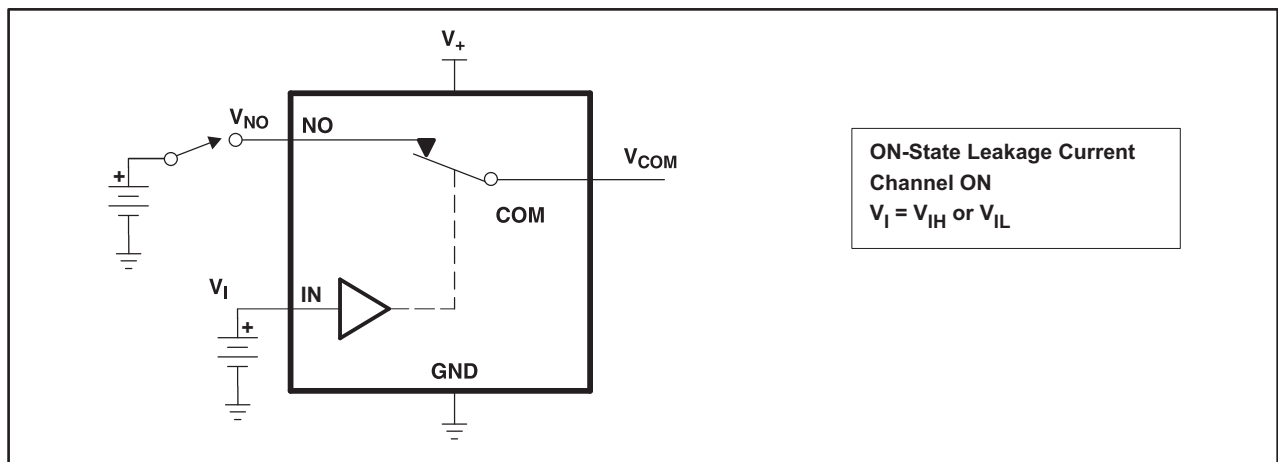 V+
VNO
NO
+
VCOM
COM
VI
IN
+
GND
ON-State Leakage Current
Channel ON
VI = VIH or VIL